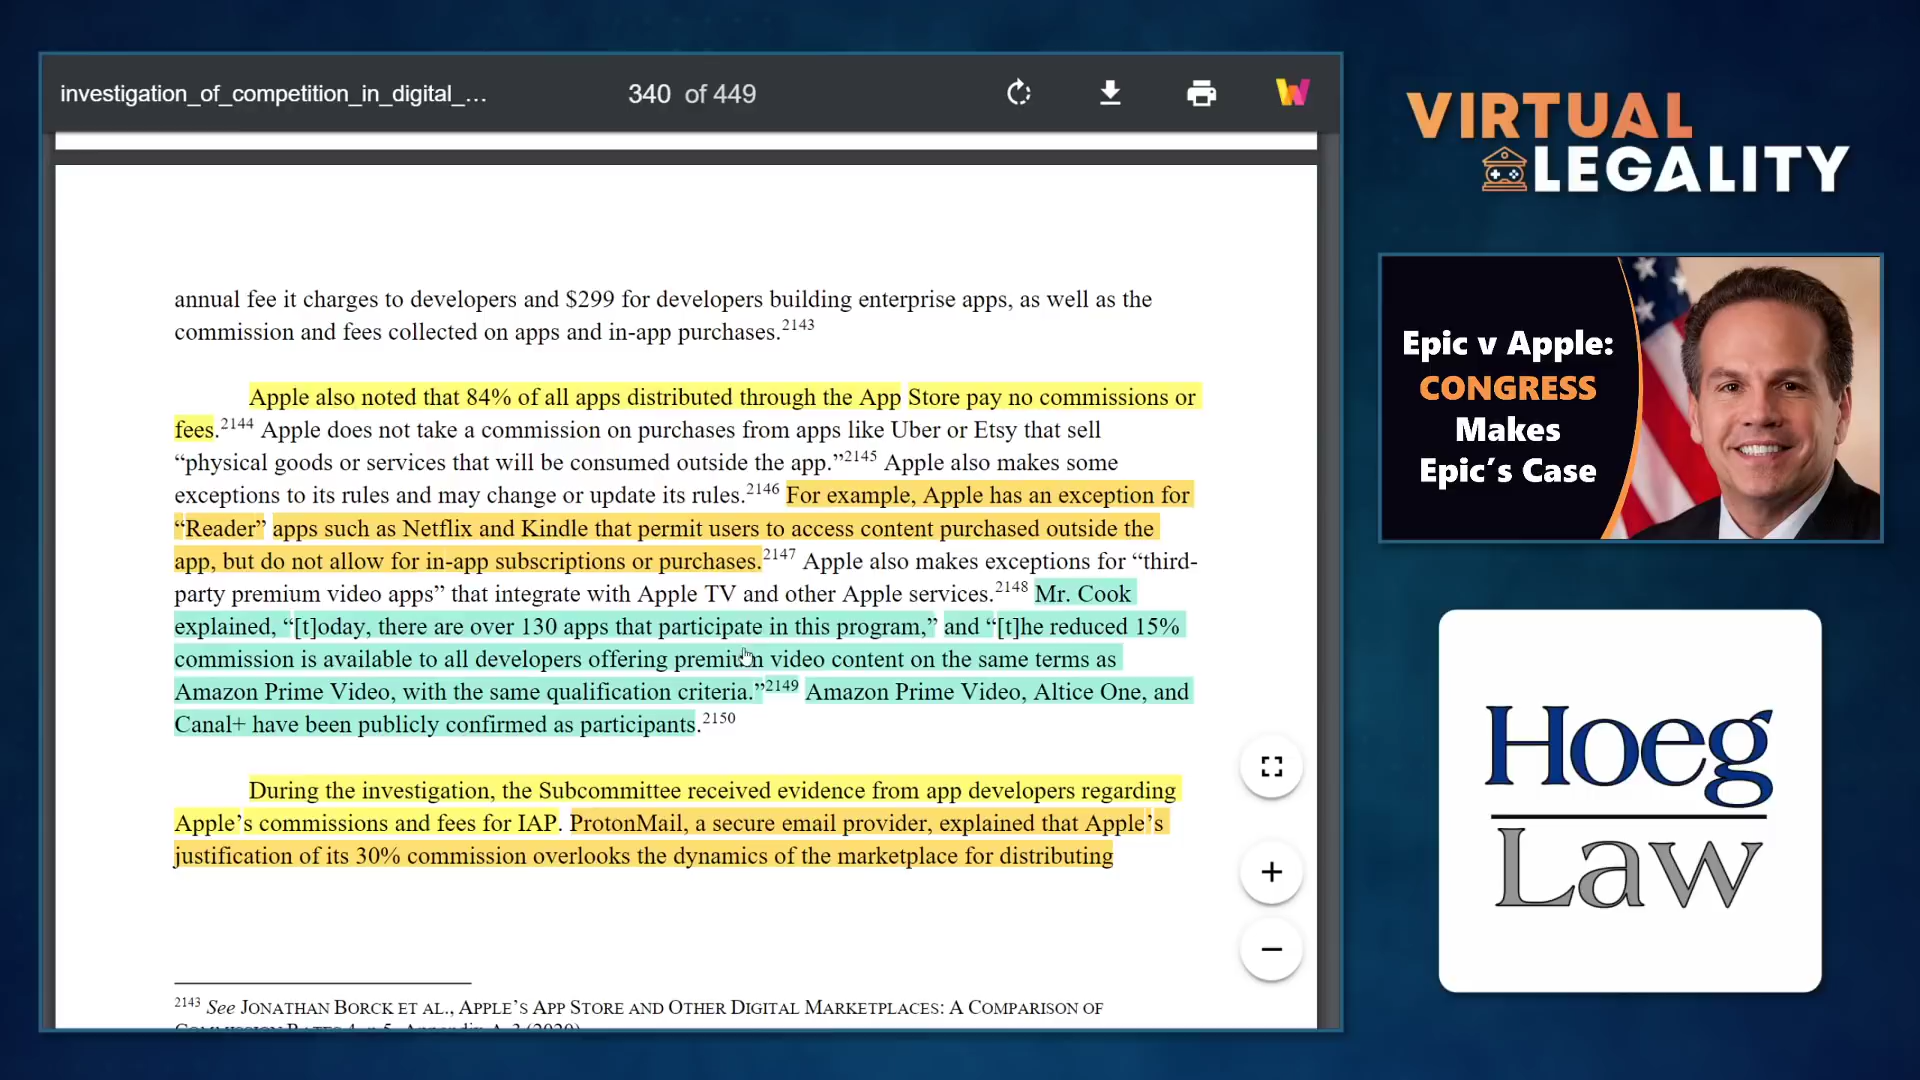 investigation_of_competition_in_digital_...
340 of 449
annual fee it charges to developers and $299 for developers building enterprise apps, as well as the
commission and fees collected on apps and in-app purchases.2143
Apple also noted that 84% of all apps distributed through the App Store pay no commissions or
fees.2144 Apple does not take a commission on purchases from apps like Uber or Etsy that sell
“physical goods or services that will be consumed outside the app.”2145 Apple also makes some
exceptions to its rules and may change or update its rules.2146 For example, Apple has an exception for
“Reader” apps such as Netflix and Kindle that permit users to access content purchased outside the
app, but do not allow for in-app subscriptions or purchases.2147 Apple also makes exceptions for “third-
party premium video apps” that integrate with Apple TV and other Apple services.2148 Mr. Cook
explained, “[t]oday, there are over 130 apps that participate in this program,” and “[t]he reduced 15%
commission is available to all developers offering premium video content on the same terms as
Amazon Prime Video, with the same qualification criteria.”2149 Amazon Prime Video, Altice One, and
Canal+ have been publicly confirmed as participants.2150
During the investigation, the Subcommittee received evidence from app developers regarding
Apple’s commissions and fees for IAP. ProtonMail, a secure email provider, explained that Apple’s
justification of its 30% commission overlooks the dynamics of the marketplace for distributing
2143 See JONATHAN BORCK ET AL., APPLE’S APP STORE AND OTHER DIGITAL MARKETPLACES: A COMPARISON OF
VIRTUAL
LEGALITY
Epic v Apple:
CONGRESS
Makes
Epic’s Case
Hoeg
Law